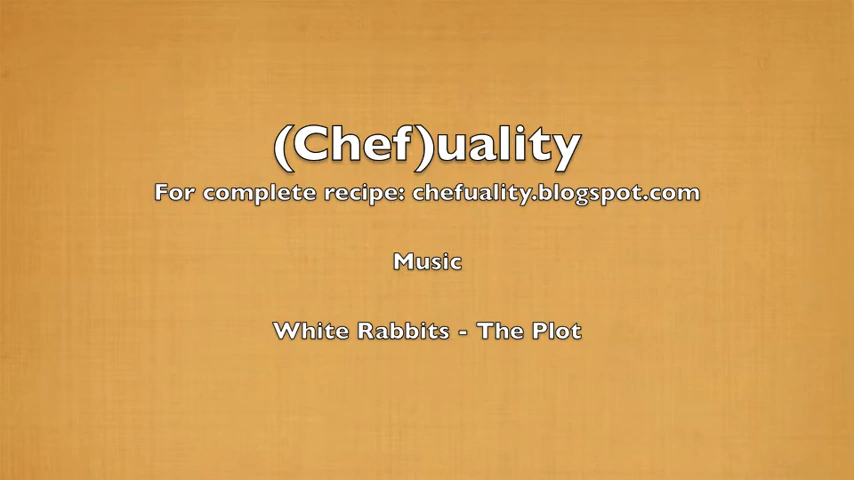 (Chef)uality
For complete recipe: chefuality.blogspot.com
Music
White Rabbits - The Plot